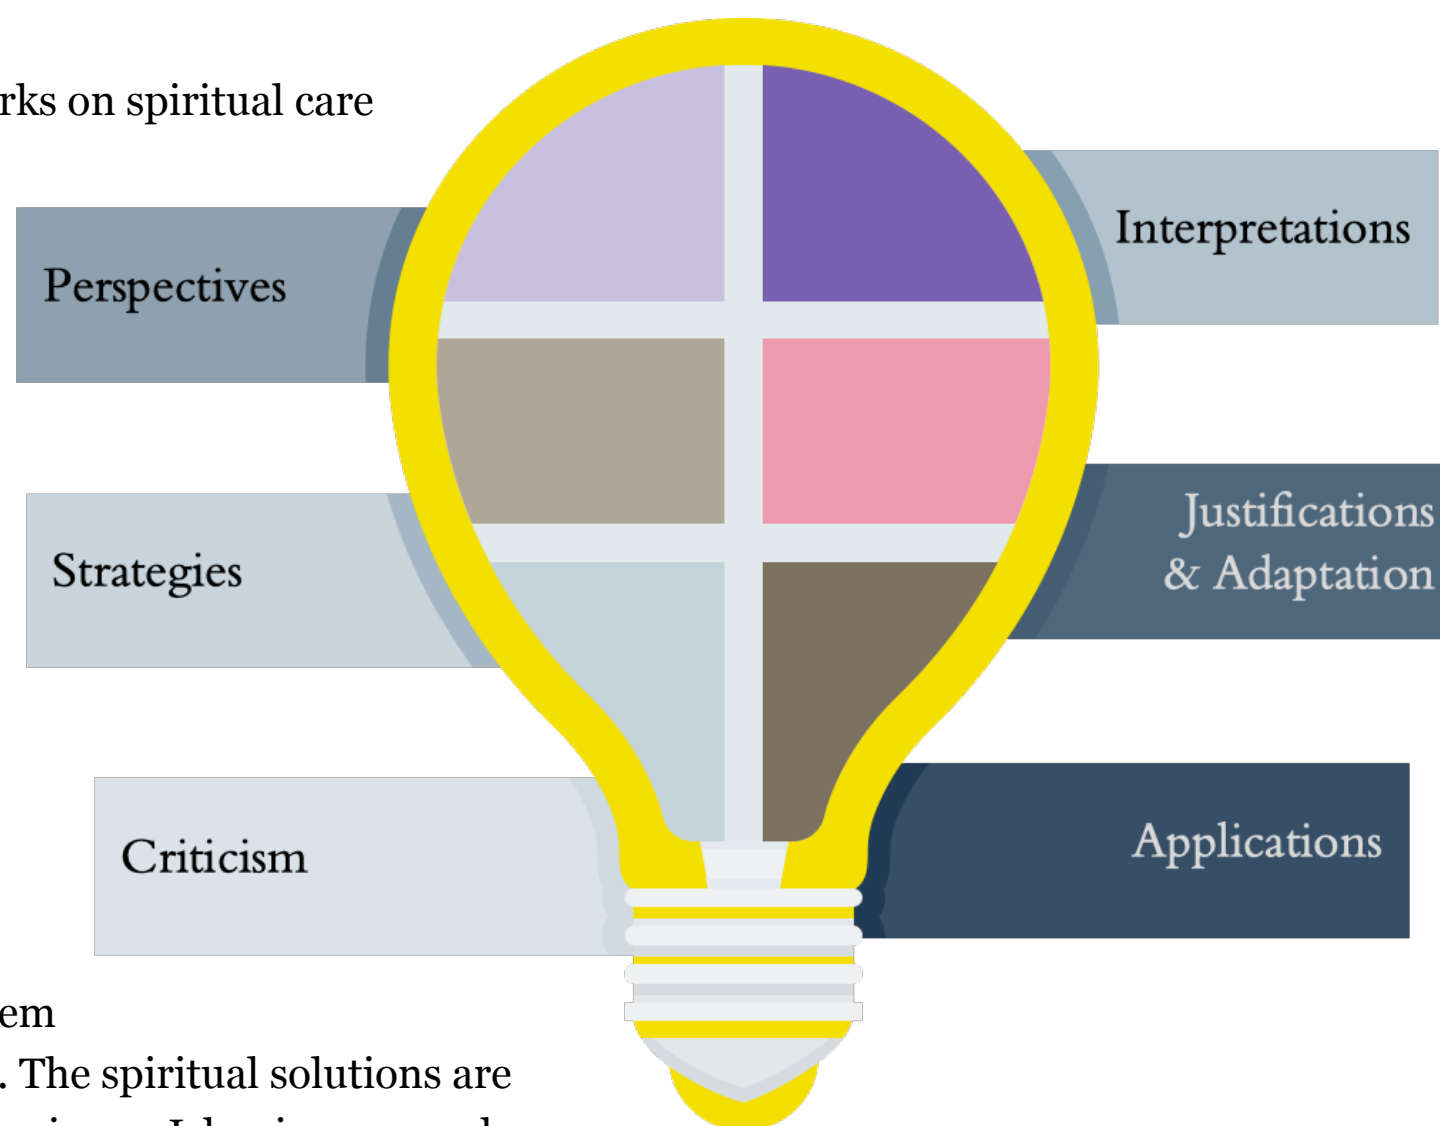 rks on spiritual care
Interpretations
Perspectives
Justifications
& Adaptation
Strategies
Applications
Criticism
em
. The spiritual solutions are